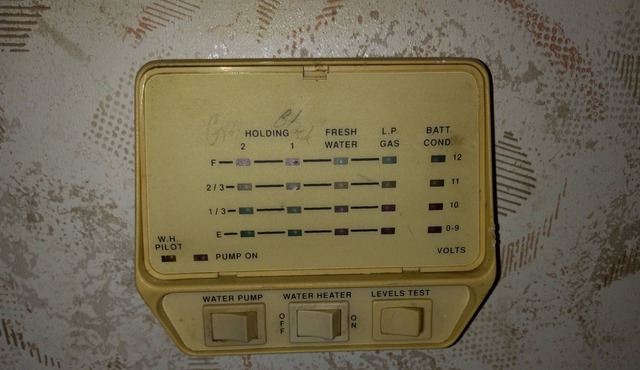 HOLDING FRESH WATER L.P. GAS BATT. COND.
2 1
F 12
2/3 11
1/3 10
E 0-9
W.H. PILOT PUMP ON VOLTS
WATER PUMP WATER HEATER LEVELS TEST
OFF ON